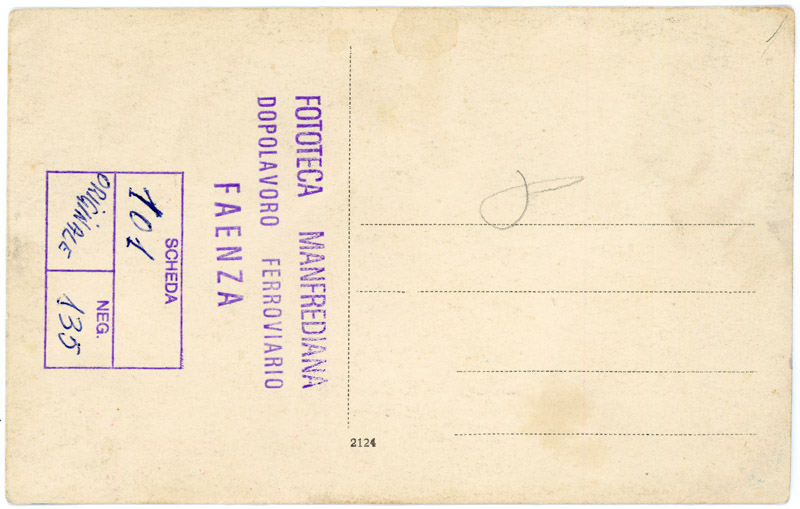 FOTOTECA MANFREDIANA
DOPOLAVORO FERROVIARIO
FAENZA
SCHEDA
101
NEG.
ORIGINALE
135
2124